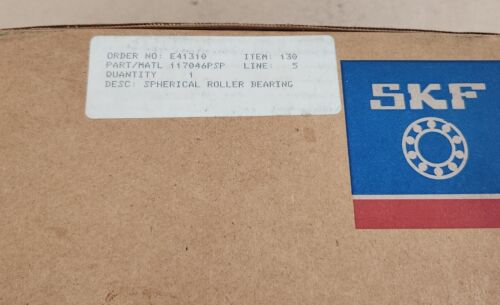 ORDER NO: E41310 ITEM: 130
PART/MATL 117046PSP LINE: 5
QUANTITY 1
DESC: SPHERICAL ROLLER BEARING
SKF